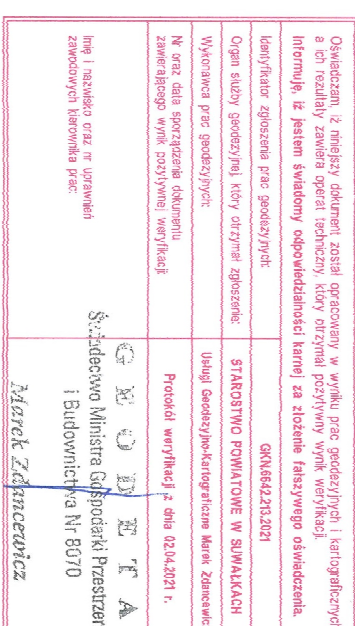 Oświadczam, iż niniejszy dokument został opracowany w wyniku prac geodezyjnych i kartograficznych
a ich rezultaty zawiera operat techniczny, który otrzymał pozytywny wynik weryfikacji.
Informuję, iż jestem świadomy odpowiedzialności karnej za złożenie fałszywego oświadczenia.
Identyfikator zgłoszenia prac geodezyjnych:
GKN.6642.213.2021
Organ służby geodezyjnej, który otrzymał zgłoszenie:
STAROSTWO POWIATOWE W SUWAŁKACH
Wykonawca prac geodezyjnych:
Usługi Geodezyjno-Kartograficzne Marek Zdancewic
Nr oraz data sporządzenia dokumentu
zawierającego wynik pozytywnej weryfikacji
Protokół weryfikacji z dnia 02.04.2021 r.
Imię i nazwisko oraz nr uprawnień
zawodowych kierownika prac:
G E O D E T A
Świadectwo Ministra Gospodarki Przestrzen
i Budownictwa Nr 8070
Marek Zdancewicz